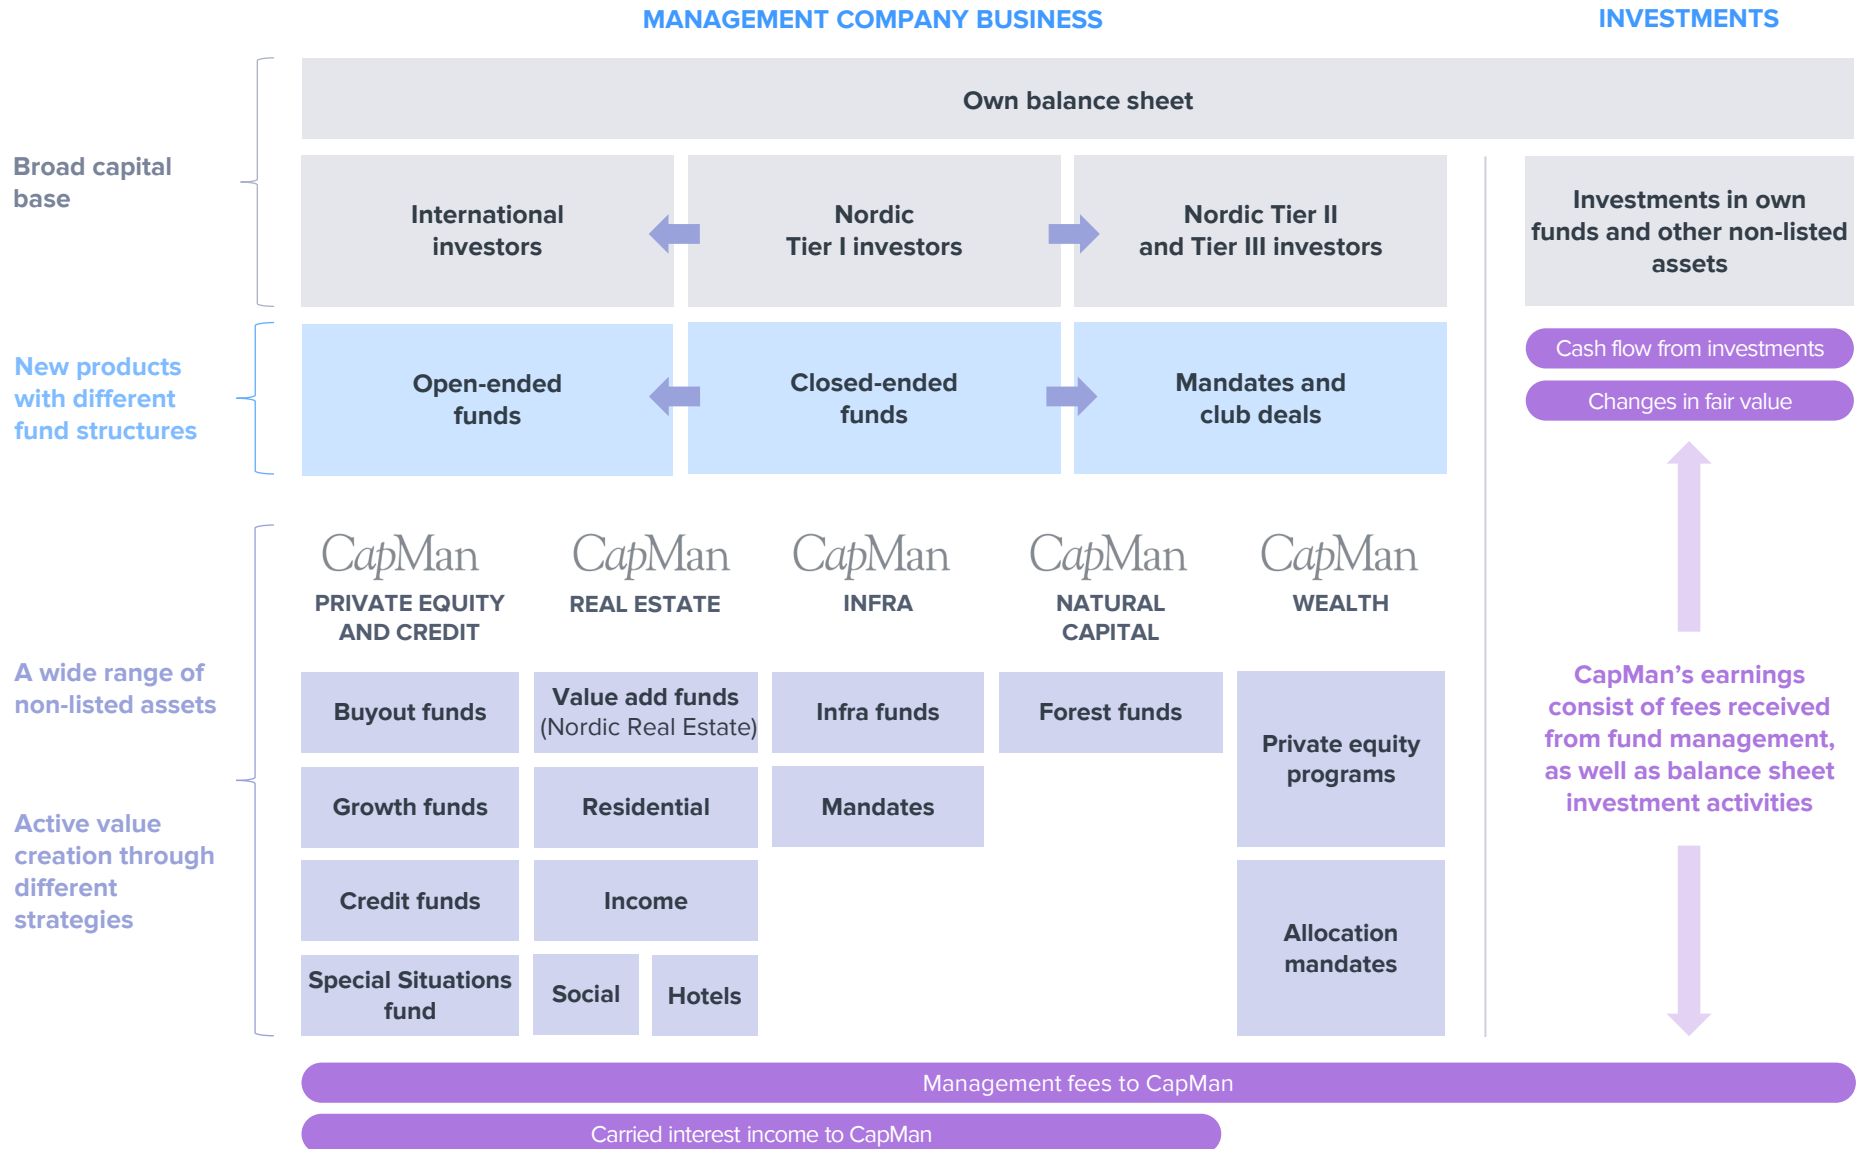 MANAGEMENT COMPANY BUSINESS
INVESTMENTS
Own balance sheet
Broad capital
base
International
investors
Nordic
Tier I investors
Nordic Tier II
and Tier III investors
Investments in own
funds and other non-listed
assets
New products
with different
fund structures
Open-ended
funds
Closed-ended
funds
Mandates and
club deals
Cash flow from investments
Changes in fair value
CapMan
PRIVATE EQUITY
AND CREDIT
CapMan
REAL ESTATE
CapMan
INFRA
CapMan
NATURAL
CAPITAL
CapMan
WEALTH
A wide range of
non-listed assets
Active value
creation through
different
strategies
Buyout funds
Growth funds
Credit funds
Special Situations
fund
Value add funds
(Nordic Real Estate)
Residential
Income
Social
Hotels
Infra funds
Mandates
Forest funds
Private equity
programs
Allocation
mandates
CapMan’s earnings
consist of fees received
from fund management,
as well as balance sheet
investment activities
Management fees to CapMan
Carried interest income to CapMan